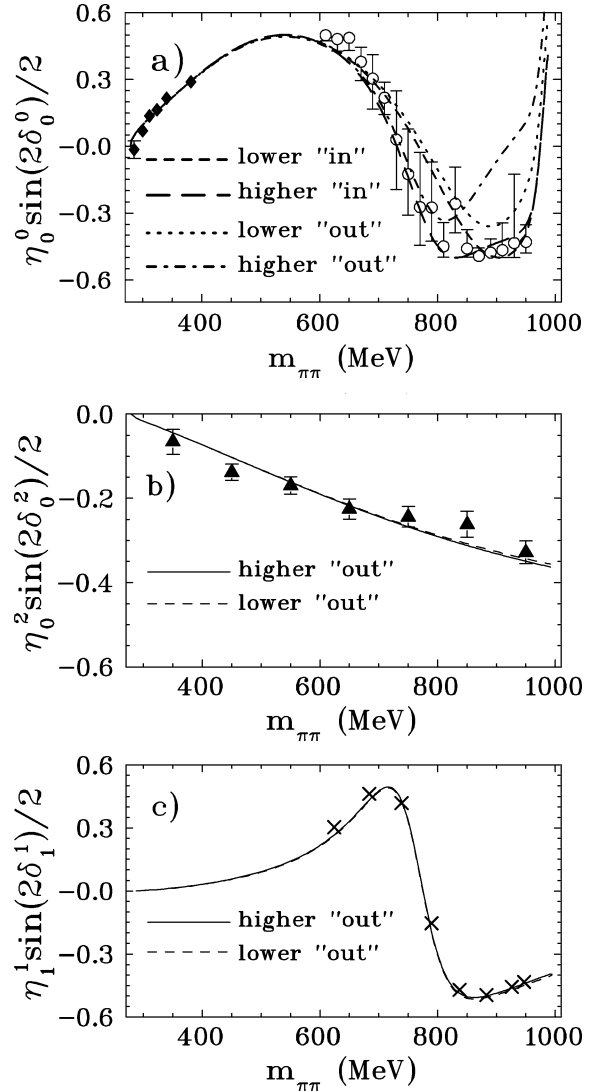 a)
η₀⁰sin(2δ₀⁰)/2
0.6
0.3
−0.0
−0.3
−0.6
lower "in"
higher "in"
lower "out"
higher "out"
400 600 800 1000
m_ππ (MeV)
b)
η₀²sin(2δ₀²)/2
0.0
−0.2
−0.4
−0.6
higher "out"
lower "out"
400 600 800 1000
m_ππ (MeV)
c)
η₁¹sin(2δ₁¹)/2
0.6
0.3
−0.0
−0.3
−0.6
higher "out"
lower "out"
400 600 800 1000
m_ππ (MeV)